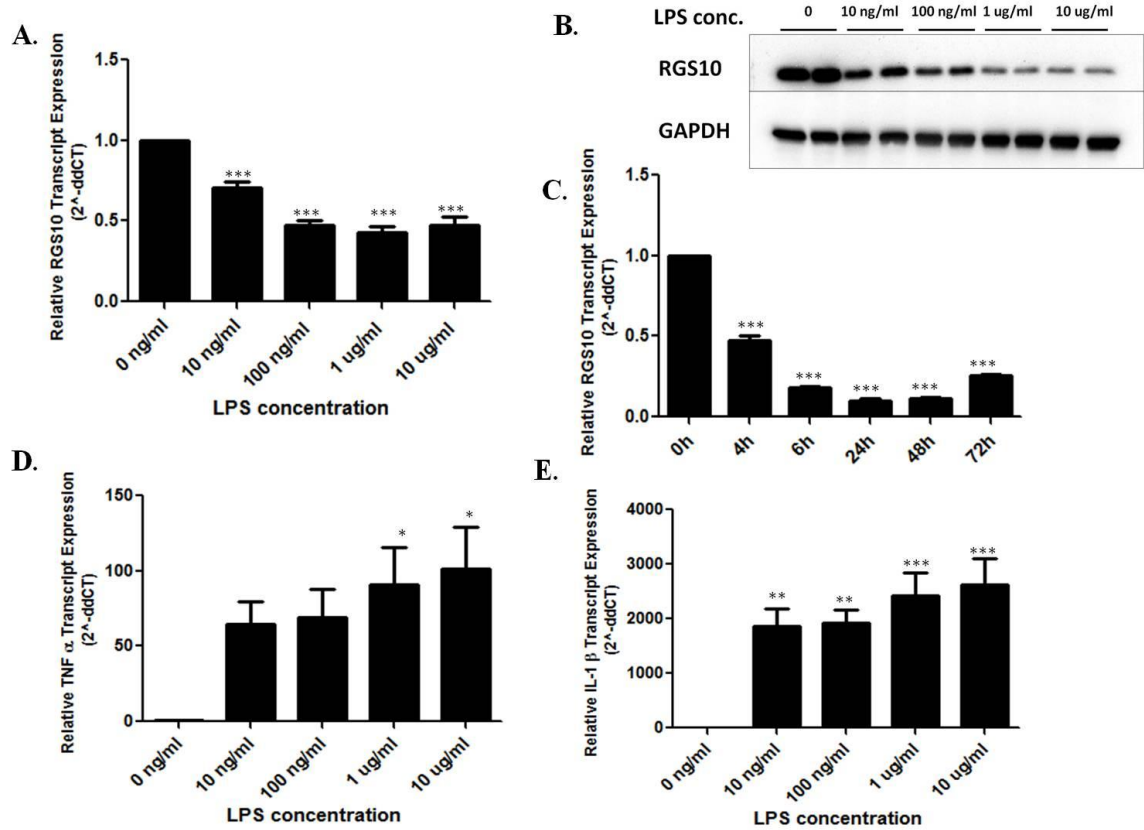 A.
Relative RGS10 Transcript Expression
(2^-ddCT)
1.5
1.0
0.5
0.0
***
***
***
***
0 ng/ml
10 ng/ml
100 ng/ml
1 ug/ml
10 ug/ml
LPS concentration
B.
LPS conc.
0
10 ng/ml
100 ng/ml
1 ug/ml
10 ug/ml
RGS10
GAPDH
C.
Relative RGS10 Transcript Expression
(2^-ddCT)
1.5
1.0
0.5
0.0
***
***
***
***
***
0h
4h
6h
24h
48h
72h
D.
Relative TNF α Transcript Expression
(2^-ddCT)
150
100
50
0
*
*
0 ng/ml
10 ng/ml
100 ng/ml
1 ug/ml
10 ug/ml
LPS concentration
E.
Relative IL-1 β Transcript Expression
(2^-ddCT)
4000
3000
2000
1000
0
**
**
***
***
0 ng/ml
10 ng/ml
100 ng/ml
1 ug/ml
10 ug/ml
LPS concentration